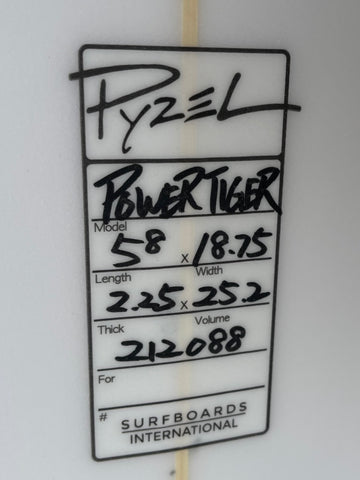 PYZEL
POWER TIGER
Model
5 8 x 18.75
Length Width
2.25 x 25.2
Thick Volume
212088
For
#
SURFBOARDS
INTERNATIONAL